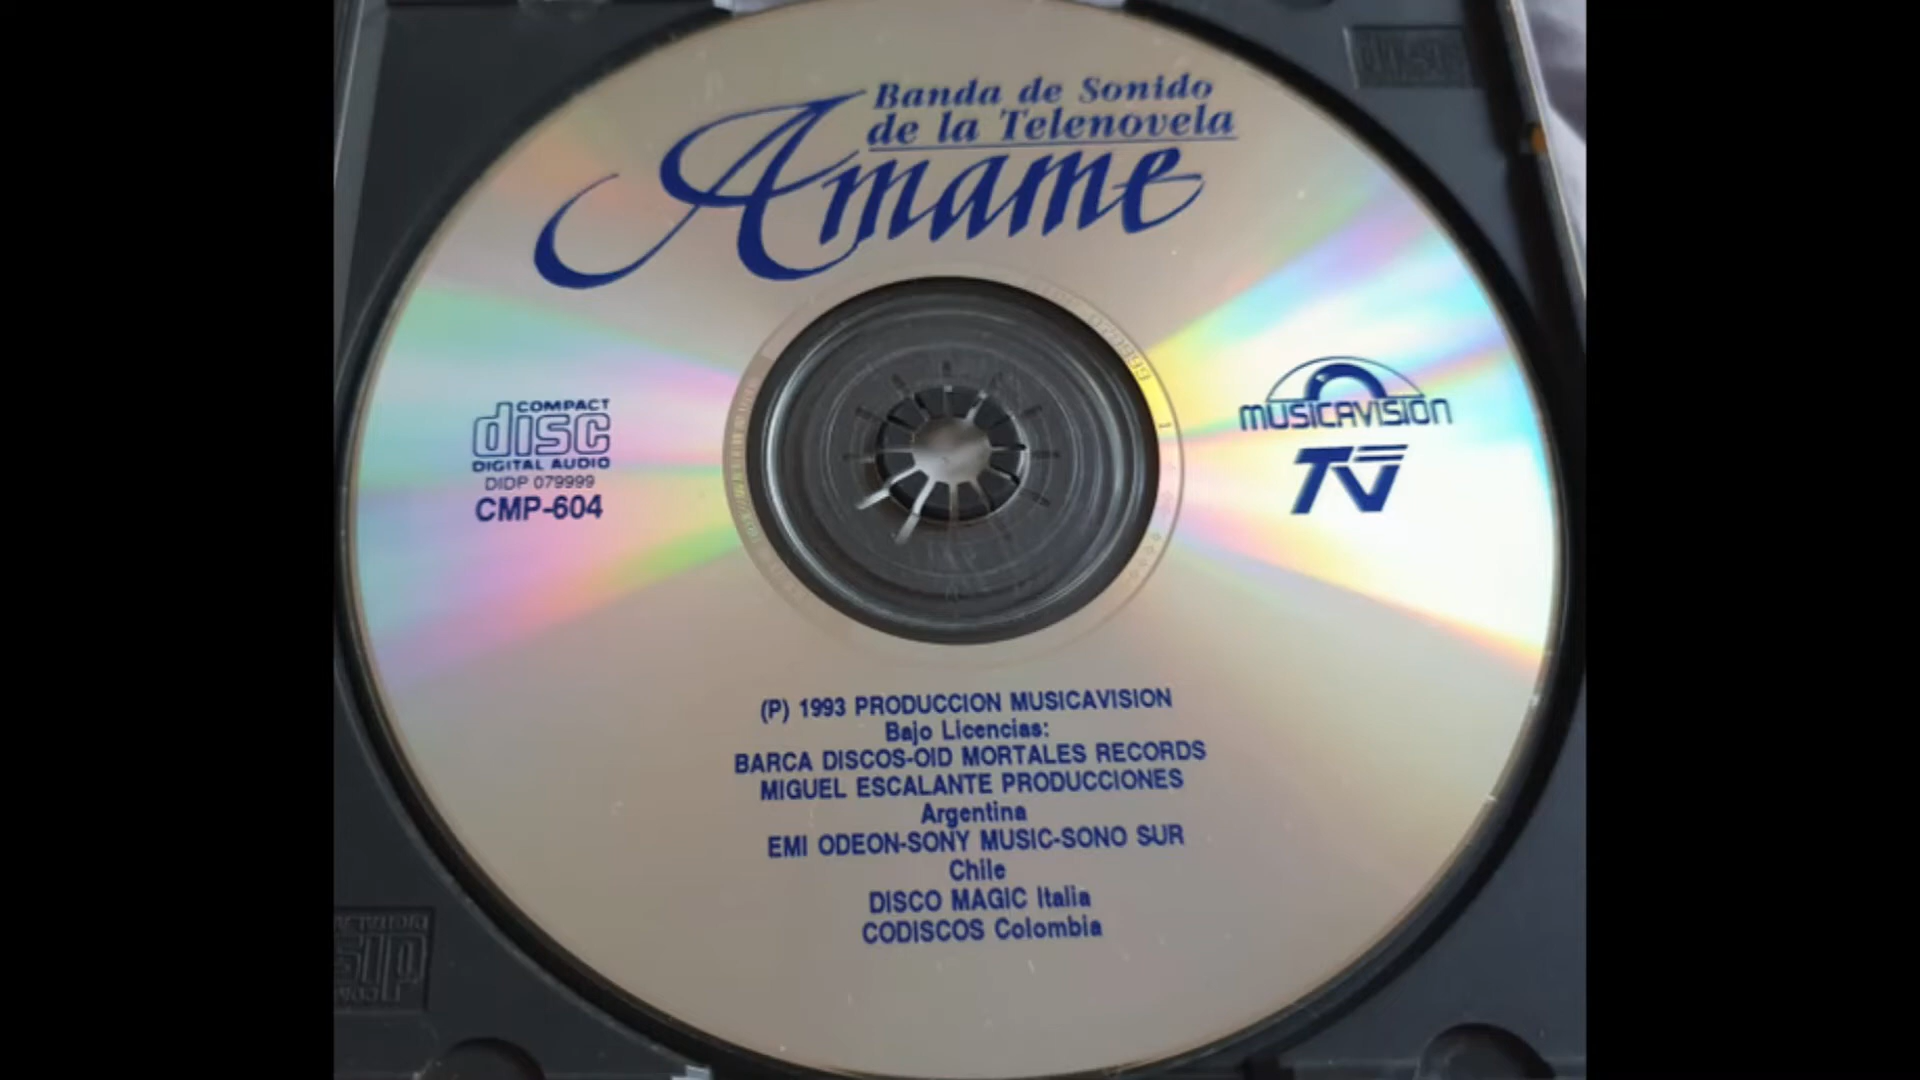 Banda de Sonido
de la Telenovela
Amame
COMPACT
disc
DIGITAL AUDIO
DIDP 079999
CMP-604
MUSICAVISION
TV
(P) 1993 PRODUCCION MUSICAVISION
Bajo Licencias:
BARCA DISCOS-OID MORTALES RECORDS
MIGUEL ESCALANTE PRODUCCIONES
Argentina
EMI ODEON-SONY MUSIC-SONO SUR
Chile
DISCO MAGIC Italia
CODISCOS Colombia